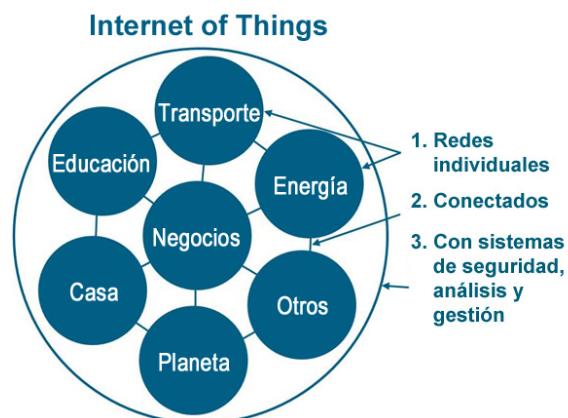 Internet of Things
Transporte
Educación
Energía
Negocios
Casa
Otros
Planeta
1. Redes
individuales
2. Conectados
3. Con sistemas
de seguridad,
análisis y
gestión